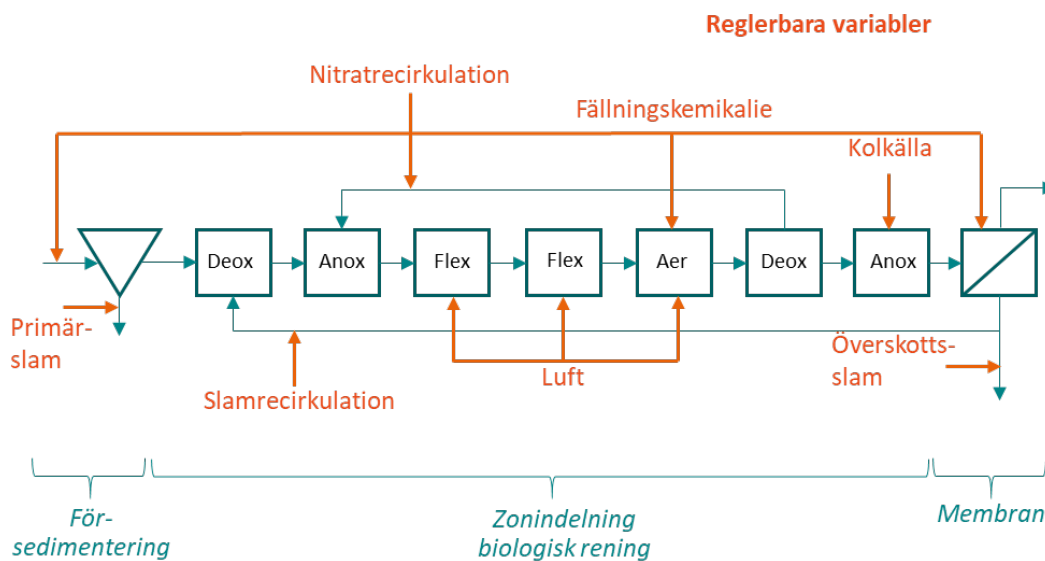 Reglerbara variabler
Nitratrecirkulation
Fällningskemikalie
Kolkälla
Deox
Anox
Flex
Flex
Aer
Deox
Anox
Primär-
slam
Slamrecirkulation
Luft
Överskotts-
slam
För-
sedimentering
Zonindelning
biologisk rening
Membran